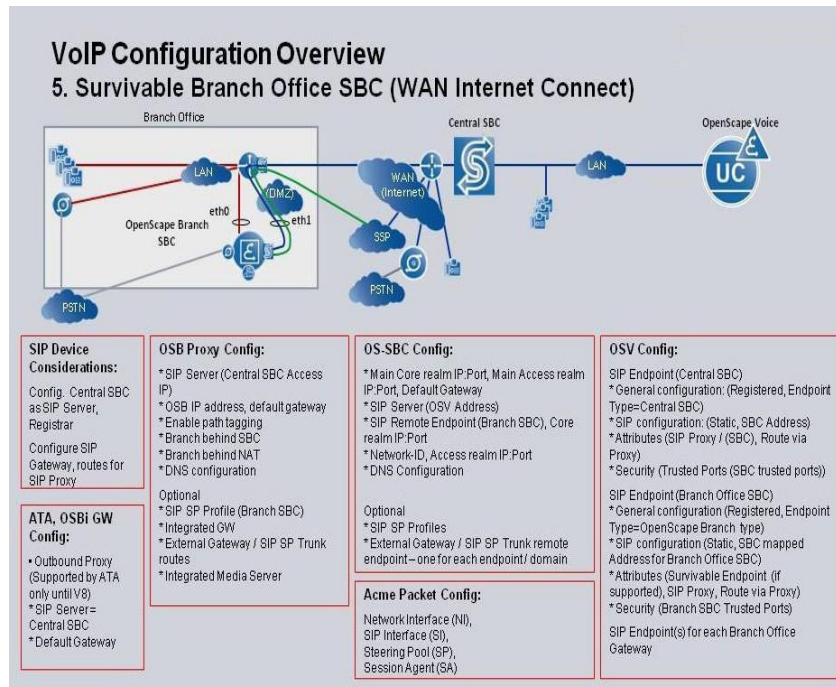 VoIP Configuration Overview
5. Survivable Branch Office SBC (WAN Internet Connect)
Branch Office
Central SBC
OpenScape Voice
LAN
WAN
(Internet)
LAN
UC
(DMZ)
eth0
eth1
OpenScape Branch
SBC
SSP
PSTN
PSTN
SIP Device
Considerations:
Config. Central SBC
as SIP Server,
Registrar
Configure SIP
Gateway, routes for
SIP Proxy
ATA, OSBi GW
Config:
▪ Outbound Proxy
(Supported by ATA
only until V8)
*SIP Server=
Central SBC
*Default Gateway
OSB Proxy Config:
*SIP Server (Central SBC Access
IP)
*OSB IP address, default gateway
*Enable path tagging
*Branch behind SBC
*Branch behind NAT
*DNS configuration
Optional
*SIP SP Profile (Branch SBC)
*Integrated GW
*External Gateway / SIP SP Trunk
routes
*Integrated Media Server
OS-SBC Config:
*Main Core realm IP:Port, Main Access realm
IP:Port, Default Gateway
*SIP Server (OSV Address)
*SIP Remote Endpoint (Branch SBC), Core
realm IP:Port
*Network-ID, Access realm IP:Port
*DNS Configuration
Optional
*SIP SP Profiles
*External Gateway / SIP SP Trunk remote
endpoint – one for each endpoint / domain
Acme Packet Config:
Network Interface (NI),
SIP Interface (SI),
Steering Pool (SP),
Session Agent (SA)
OSV Config:
SIP Endpoint (Central SBC)
*General configuration: (Registered, Endpoint
Type=Central SBC)
*SIP configuration: (Static, SBC Address)
*Attributes (SIP Proxy / (SBC), Route via
Proxy)
*Security (Trusted Ports (SBC trusted ports))
SIP Endpoint (Branch Office SBC)
*General configuration (Registered, Endpoint
Type=OpenScape Branch type)
*SIP configuration (Static, SBC mapped
Address for Branch Office SBC)
*Attributes (Survivable Endpoint (if
supported), SIP Proxy, Route via Proxy)
*Security (Branch SBC Trusted Ports)
SIP Endpoint(s) for each Branch Office
Gateway